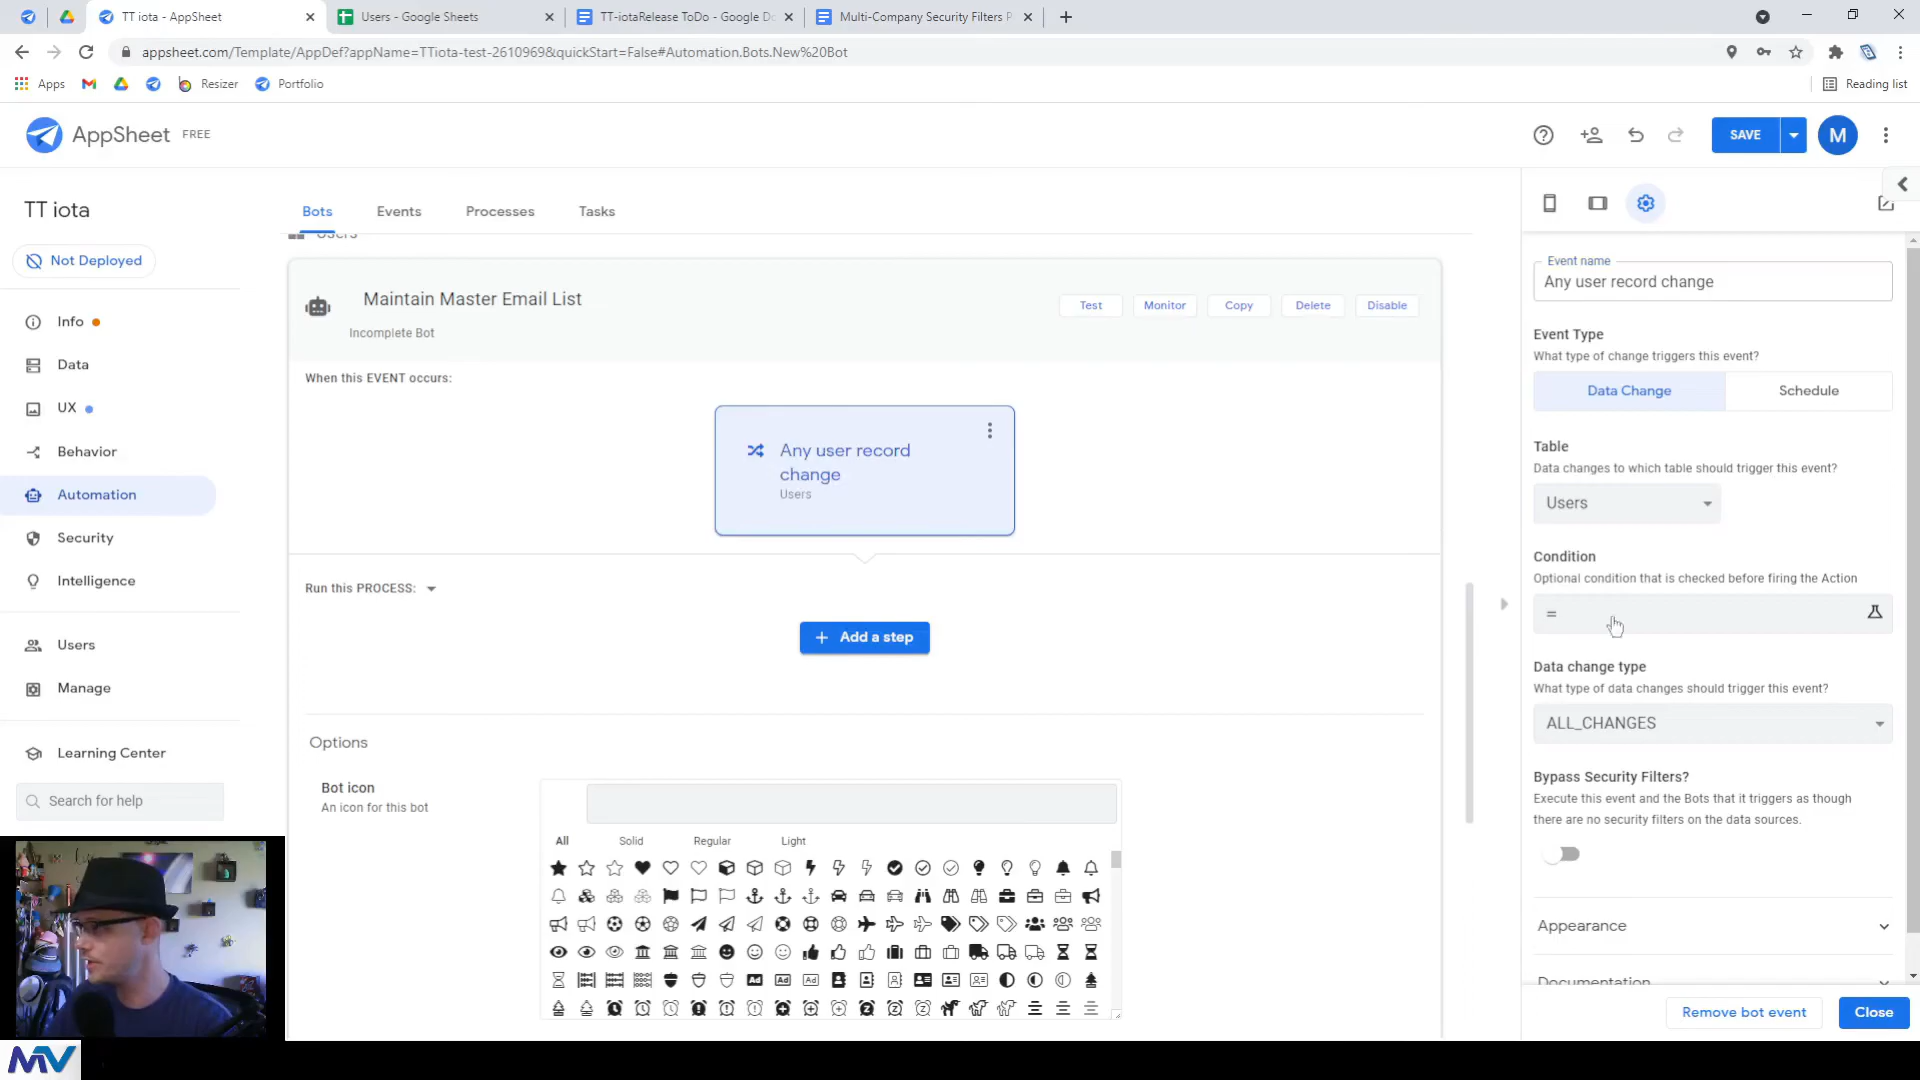 TT iota - AppSheet
Users - Google Sheets
TT-iotaRelease ToDo - Google Do
Multi-Company Security Filters P
appsheet.com/Template/AppDef?appName=TTiota-test-2610969&quickStart=False#Automation.Bots.New%20Bot
Apps
Resizer
Portfolio
Reading list
AppSheet FREE
SAVE
M
TT iota
Not Deployed
Info
Data
UX
Behavior
Automation
Security
Intelligence
Users
Manage
Learning Center
Search for help
Bots
Events
Processes
Tasks
Users
Maintain Master Email List
Incomplete Bot
Test
Monitor
Copy
Delete
Disable
When this EVENT occurs:
Any user record
change
Users
Run this PROCESS:
+ Add a step
Options
Bot icon
An icon for this bot
All
Solid
Regular
Light
Ad Ad Ad
Event name
Any user record change
Event Type
What type of change triggers this event?
Data Change
Schedule
Table
Data changes to which table should trigger this event?
Users
Condition
Optional condition that is checked before firing the Action
=
Data change type
What type of data changes should trigger this event?
ALL_CHANGES
Bypass Security Filters?
Execute this event and the Bots that it triggers as though
there are no security filters on the data sources.
Appearance
Documentation
Remove bot event
Close
MV